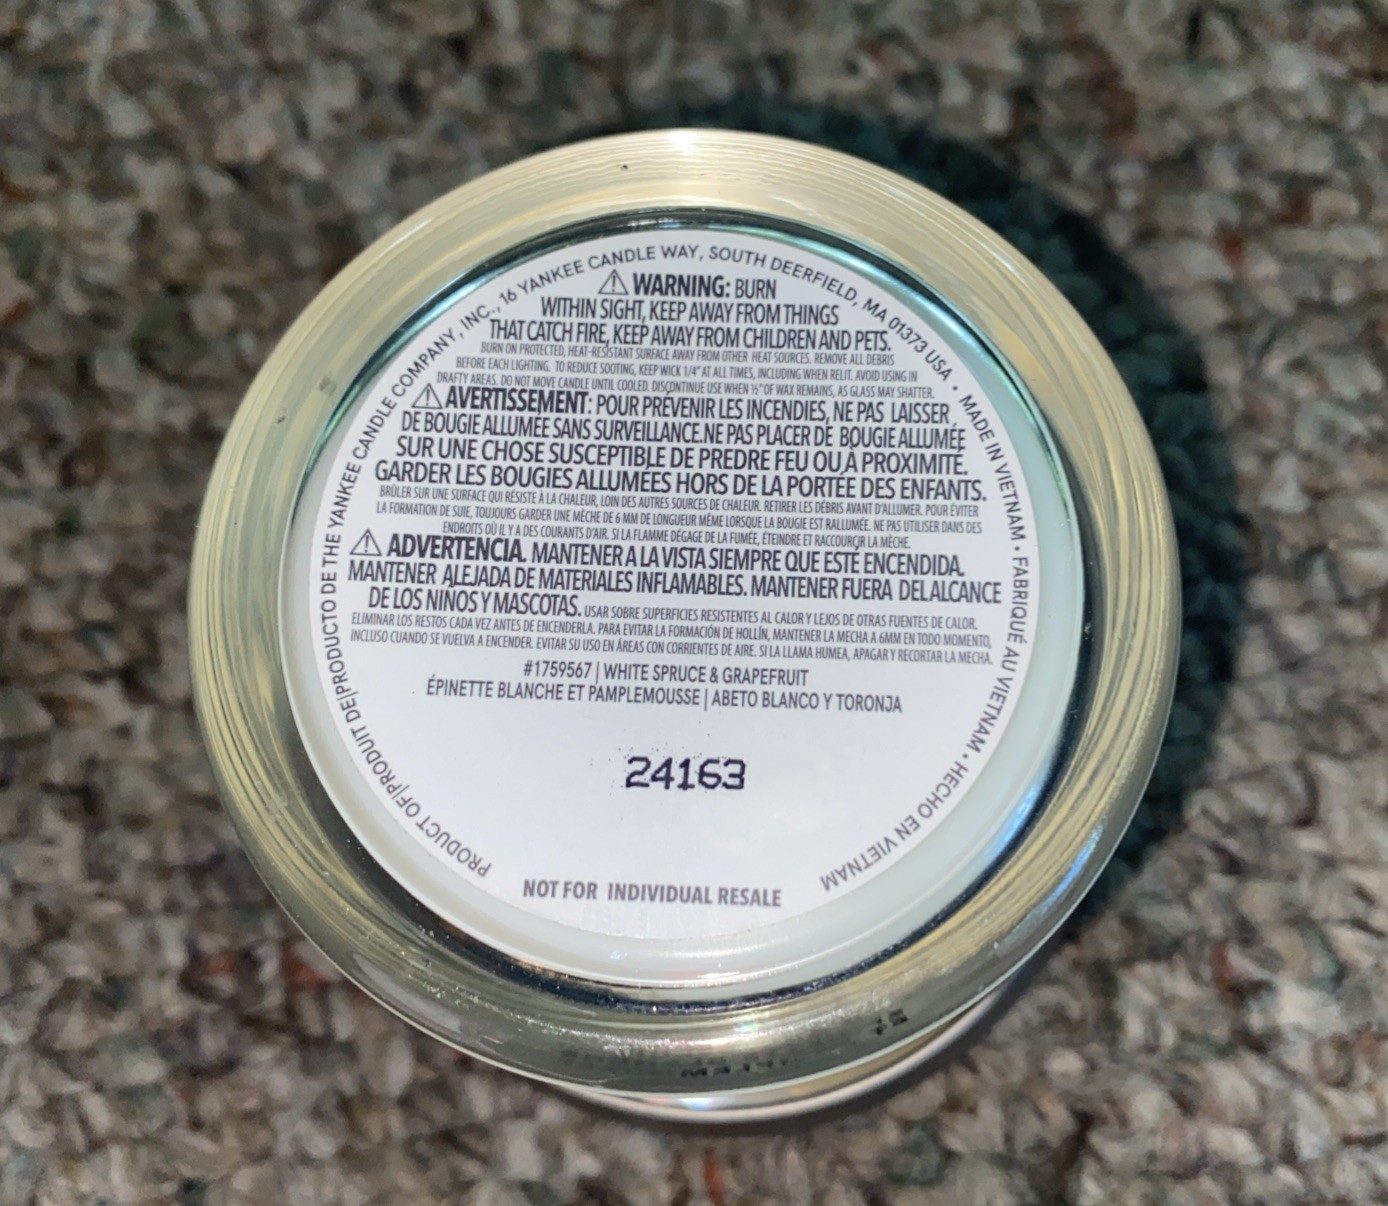 PRODUCT OF|PRODUIT DE|PRODUCTO DE THE YANKEE CANDLE COMPANY, INC., 16 YANKEE CANDLE WAY, SOUTH DEERFIELD, MA 01373 USA • MADE IN VIETNAM • FABRIQUÉ AU VIETNAM • HECHO EN VIETNAM
⚠ WARNING: BURN
WITHIN SIGHT, KEEP AWAY FROM THINGS
THAT CATCH FIRE, KEEP AWAY FROM CHILDREN AND PETS.
BURN ON PROTECTED, HEAT-RESISTANT SURFACE AWAY FROM OTHER HEAT SOURCES. REMOVE ALL DEBRIS
BEFORE EACH LIGHTING. TO REDUCE SOOTING, KEEP WICK 1/4" AT ALL TIMES, INCLUDING WHEN RELIT. AVOID USING IN
DRAFTY AREAS. DO NOT MOVE CANDLE UNTIL COOLED. DISCONTINUE USE WHEN ½" OF WAX REMAINS, AS GLASS MAY SHATTER.
⚠ AVERTISSEMENT: POUR PRÉVENIR LES INCENDIES, NE PAS LAISSER
DE BOUGIE ALLUMÉE SANS SURVEILLANCE.NE PAS PLACER DE BOUGIE ALLUMÉE
SUR UNE CHOSE SUSCEPTIBLE DE PREDRE FEU OU À PROXIMITÉ.
GARDER LES BOUGIES ALLUMÉES HORS DE LA PORTÉE DES ENFANTS.
BRÛLER SUR UNE SURFACE QUI RÉSISTE À LA CHALEUR, LOIN DES AUTRES SOURCES DE CHALEUR. RETIRER LES DÉBRIS AVANT D'ALLUMER. POUR ÉVITER
LA FORMATION DE SUIE, TOUJOURS GARDER UNE MÈCHE DE 6 MM DE LONGUEUR MÊME LORSQUE LA BOUGIE EST RALLUMÉE. NE PAS UTILISER DANS DES
ENDROITS OÙ IL Y A DES COURANTS D'AIR. SI LA FLAMME DÉGAGE DE LA FUMÉE, ÉTEINDRE ET RACCOURCIR LA MÈCHE.
⚠ ADVERTENCIA. MANTENER A LA VISTA SIEMPRE QUE ESTÉ ENCENDIDA.
MANTENER ALEJADA DE MATERIALES INFLAMABLES. MANTENER FUERA DEL ALCANCE
DE LOS NIÑOS Y MASCOTAS. USAR SOBRE SUPERFICIES RESISTENTES AL CALOR Y LEJOS DE OTRAS FUENTES DE CALOR.
ELIMINAR LOS RESTOS CADA VEZ ANTES DE ENCENDERLA. PARA EVITAR LA FORMACIÓN DE HOLLÍN, MANTENER LA MECHA A 6MM EN TODO MOMENTO,
INCLUSO CUANDO SE VUELVA A ENCENDER. EVITAR SU USO EN ÁREAS CON CORRIENTES DE AIRE. SI LA LLAMA HUMEA, APAGAR Y RECORTAR LA MECHA.
#1759567 | WHITE SPRUCE & GRAPEFRUIT
ÉPINETTE BLANCHE ET PAMPLEMOUSSE | ABETO BLANCO Y TORONJA
24163
NOT FOR INDIVIDUAL RESALE